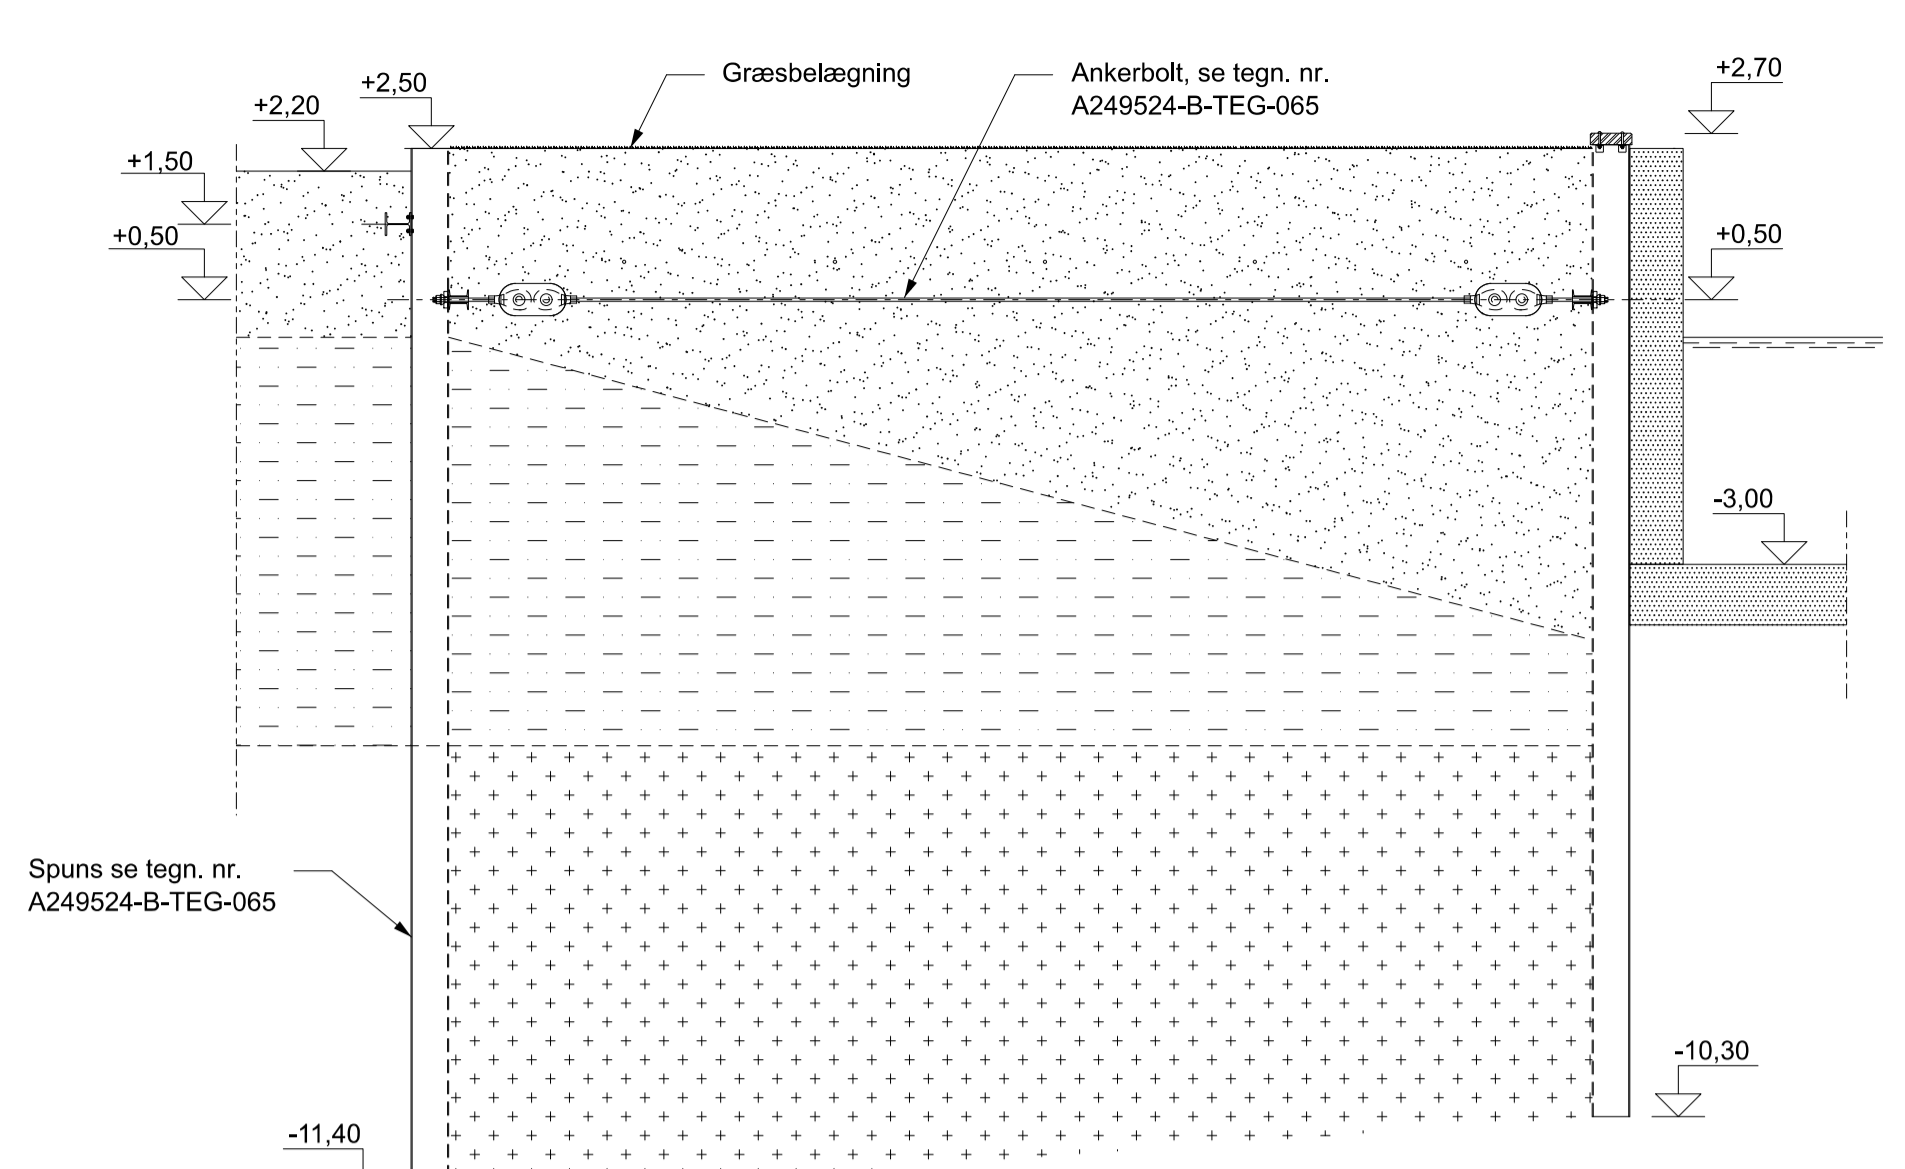 +2,50
Græsbelægning
Ankerbolt, se tegn. nr.
A249524-B-TEG-065
+2,70
+2,20
+1,50
+0,50
+0,50
-3,00
Spuns se tegn. nr.
A249524-B-TEG-065
-10,30
-11,40